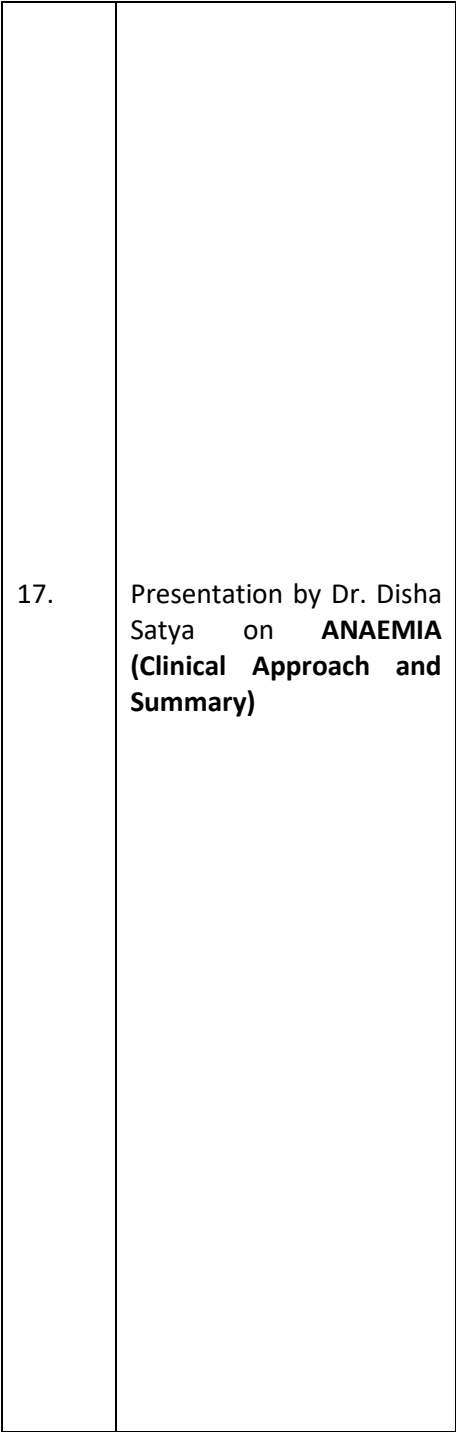 17. Presentation by Dr. Disha
Satya on ANAEMIA
(Clinical Approach and
Summary)